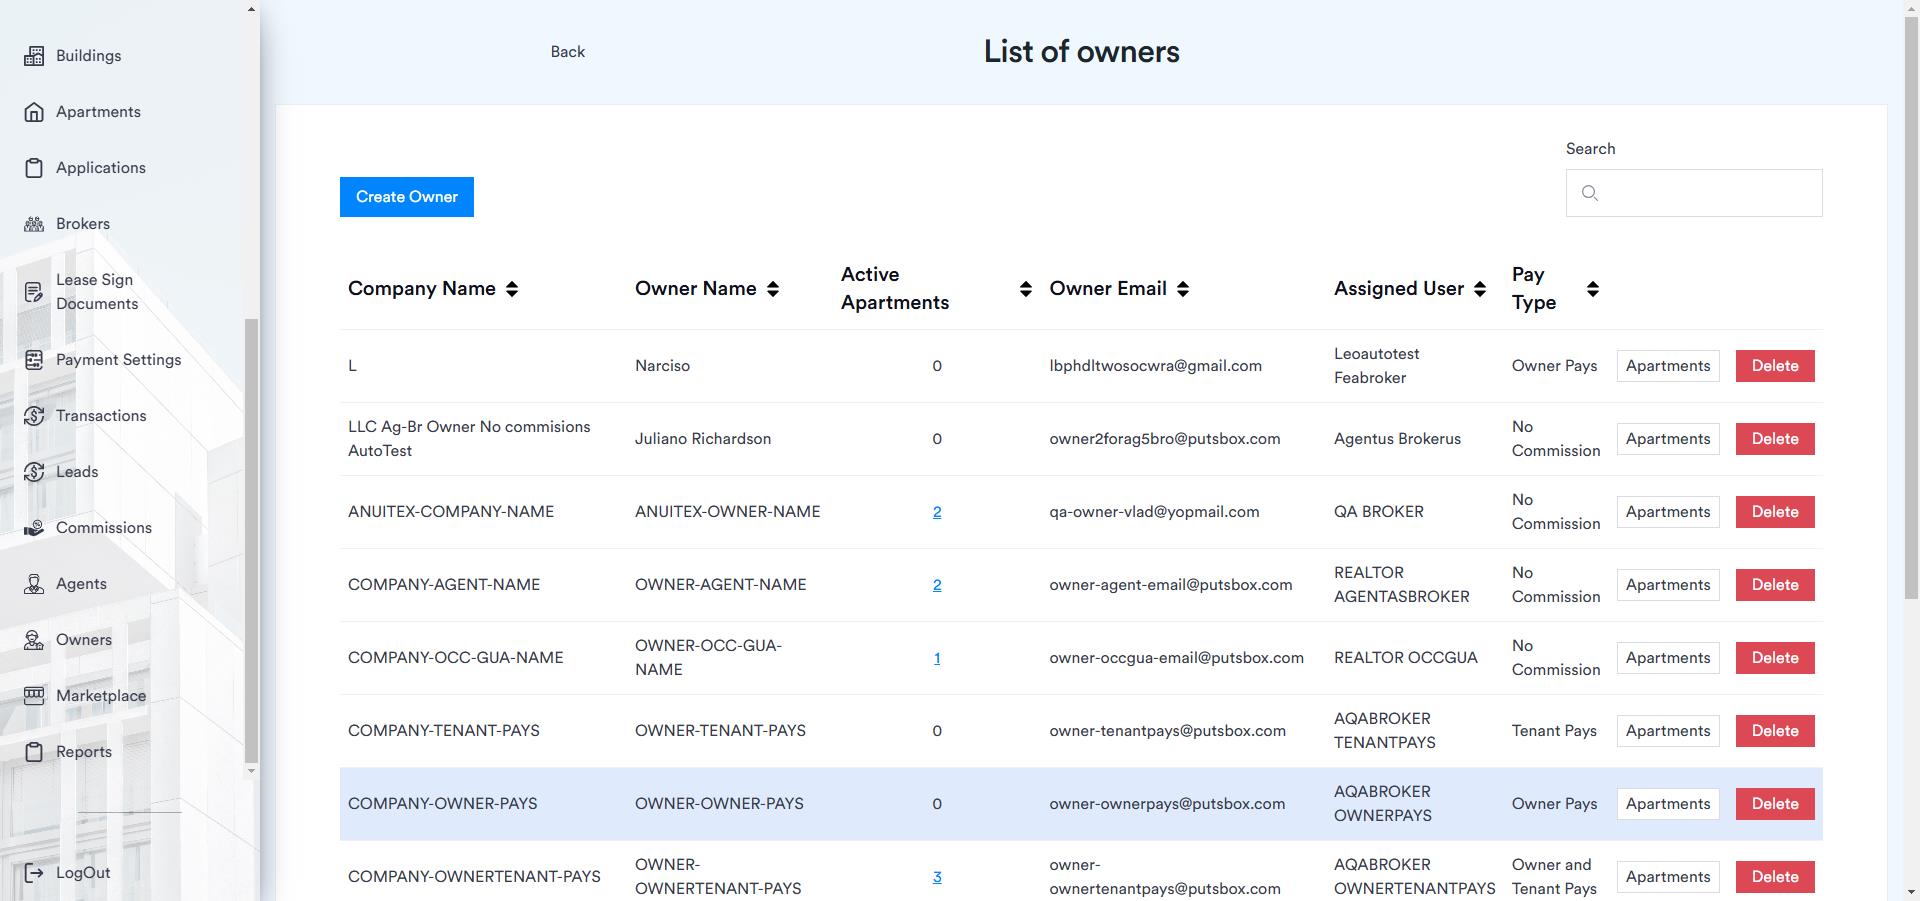 Buildings
Apartments
Applications
Brokers
Lease Sign
Documents
Payment Settings
Transactions
Leads
Commissions
Agents
Owners
Marketplace
Reports
LogOut
Back
List of owners
Search
Create Owner
Company Name
Owner Name
Active
Apartments
Owner Email
Assigned User
Pay
Type
L
Narciso
0
lbphdltwosocwra@gmail.com
Leoautotest
Feabroker
Owner Pays
Apartments
Delete
LLC Ag-Br Owner No commisions
AutoTest
Juliano Richardson
0
owner2forag5bro@putsbox.com
Agentus Brokerus
No
Commission
Apartments
Delete
ANUITEX-COMPANY-NAME
ANUITEX-OWNER-NAME
2
qa-owner-vlad@yopmail.com
QA BROKER
No
Commission
Apartments
Delete
COMPANY-AGENT-NAME
OWNER-AGENT-NAME
2
owner-agent-email@putsbox.com
REALTOR
AGENTASBROKER
No
Commission
Apartments
Delete
COMPANY-OCC-GUA-NAME
OWNER-OCC-GUA-
NAME
1
owner-occgua-email@putsbox.com
REALTOR OCCGUA
No
Commission
Apartments
Delete
COMPANY-TENANT-PAYS
OWNER-TENANT-PAYS
0
owner-tenantpays@putsbox.com
AQABROKER
TENANTPAYS
Tenant Pays
Apartments
Delete
COMPANY-OWNER-PAYS
OWNER-OWNER-PAYS
0
owner-ownerpays@putsbox.com
AQABROKER
OWNERPAYS
Owner Pays
Apartments
Delete
COMPANY-OWNERTENANT-PAYS
OWNER-
OWNERTENANT-PAYS
3
owner-
ownertenantpays@putsbox.com
AQABROKER
OWNERTENANTPAYS
Owner and
Tenant Pays
Apartments
Delete